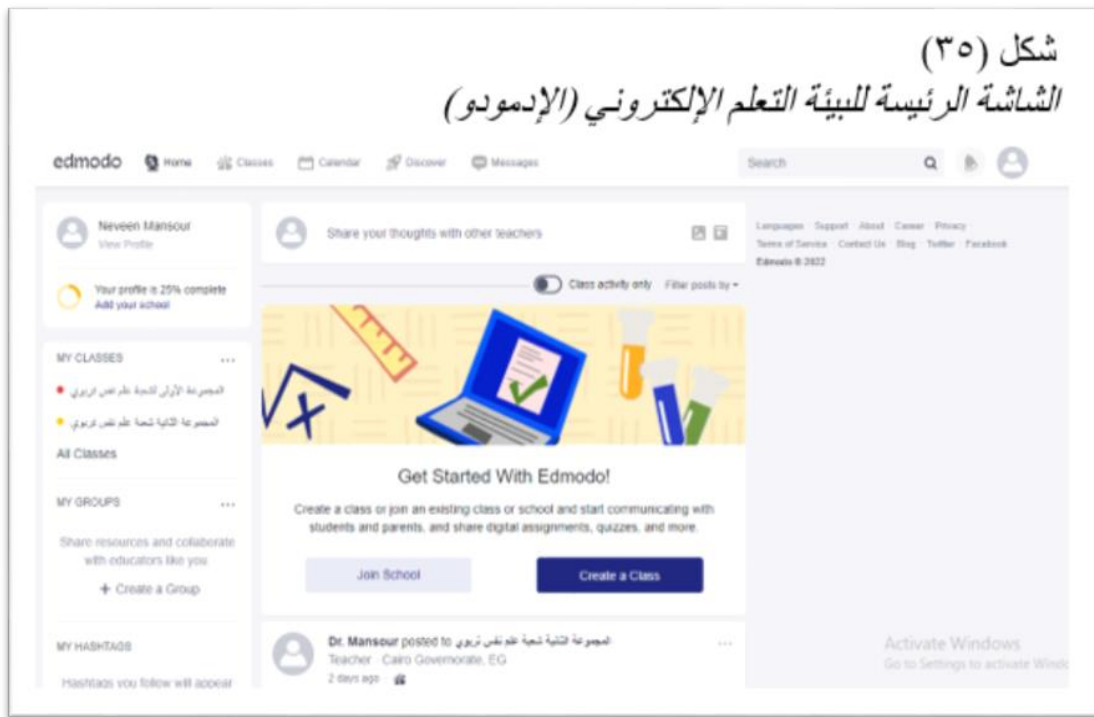 شكل (٣٥)
الشاشة الرئيسة للبيئة التعلم الإلكتروني (الإدمودو)
edmodo Home Classes Calendar Discover Messages Search
Neveen Mansour
View Profile
Your profile is 25% complete
Add your school
MY CLASSES
المجموعة الأولى لشعبة علم نفس تربوي
المجموعة الثانية شعبة علم نفس تربوي
All Classes
MY GROUPS
Share resources and collaborate
with educators like you
+ Create a Group
MY HASHTAGS
Hashtags you follow will appear
Share your thoughts with other teachers
Class activity only Filter posts by
Get Started With Edmodo!
Create a class or join an existing class or school and start communicating with
students and parents, and share digital assignments, quizzes, and more.
Join School Create a Class
Dr. Mansour posted to المجموعة الثانية شعبة علم نفس تربوي
Teacher · Cairo Governorate, EG
2 days ago ·
Languages · Support · About · Career · Privacy ·
Terms of Service · Contact Us · Blog · Twitter · Facebook
Edmodo © 2022
Activate Windows
Go to Settings to activate Windo